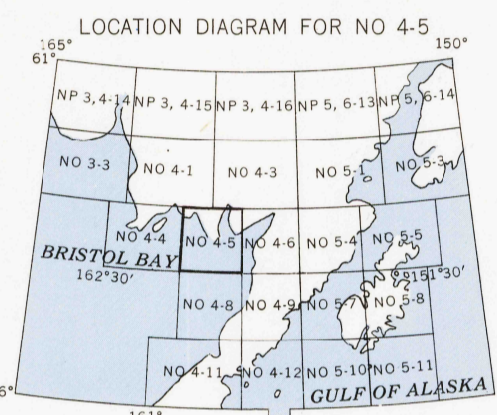 LOCATION DIAGRAM FOR NO 4-5
165° 150°
61°
NP 3, 4-14 NP 3, 4-15 NP 3, 4-16 NP 5, 6-13 NP 5, 6-14
NO 3-3 NO 4-1 NO 4-3 NO 5-1 NO 5-3
NO 4-4 NO 4-5 NO 4-6 NO 5-4 NO 5-5
BRISTOL BAY
162°30′ 151°30′
NO 4-8 NO 4-9 NO 5-7 NO 5-8
NO 4-11 NO 4-12 NO 5-10 NO 5-11
GULF OF ALASKA
161°